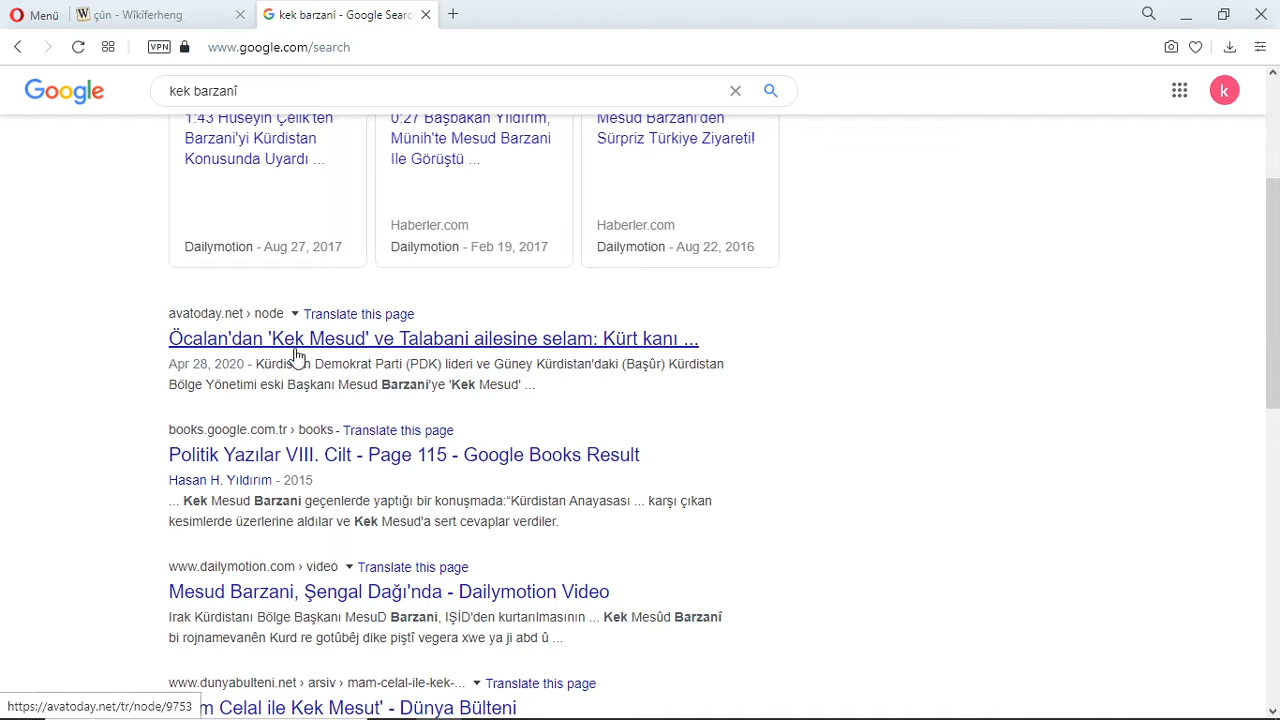 Menü
çûn - Wîkîferheng
kek barzanî - Google Searc
VPN
www.google.com/search
Google
kek barzanî
k
1:43 Hüseyin Çelik'ten
Barzani'yi Kürdistan
Konusunda Uyardı ...
Dailymotion - Aug 27, 2017
0:27 Başbakan Yıldırım,
Münih'te Mesud Barzani
Ile Görüştü ...
Haberler.com
Dailymotion - Feb 19, 2017
Mesud Barzani'den
Sürpriz Türkiye Ziyareti!
Haberler.com
Dailymotion - Aug 22, 2016
avatoday.net › node Translate this page
Öcalan'dan 'Kek Mesud' ve Talabani ailesine selam: Kürt kanı ...
Apr 28, 2020 - Kürdistan Demokrat Parti (PDK) lideri ve Güney Kürdistan'daki (Başûr) Kürdistan
Bölge Yönetimi eski Başkanı Mesud Barzani'ye 'Kek Mesud' ...
books.google.com.tr › books - Translate this page
Politik Yazılar VIII. Cilt - Page 115 - Google Books Result
Hasan H. Yıldırım - 2015
... Kek Mesud Barzani geçenlerde yaptığı bir konuşmada:“Kürdistan Anayasası ... karşı çıkan
kesimlerde üzerlerine aldılar ve Kek Mesud'a sert cevaplar verdiler.
www.dailymotion.com › video Translate this page
Mesud Barzani, Şengal Dağı'nda - Dailymotion Video
Irak Kürdistanı Bölge Başkanı MesuD Barzani, IŞİD'den kurtarılmasının ... Kek Mesûd Barzanî
bi rojnamevanên Kurd re gotûbêj dike piştî vegera xwe ya ji abd û ...
www.dunyabulteni.net › arsiv › mam-celal-ile-kek-... Translate this page
m Celal ile Kek Mesut' - Dünya Bülteni
https://avatoday.net/tr/node/9753